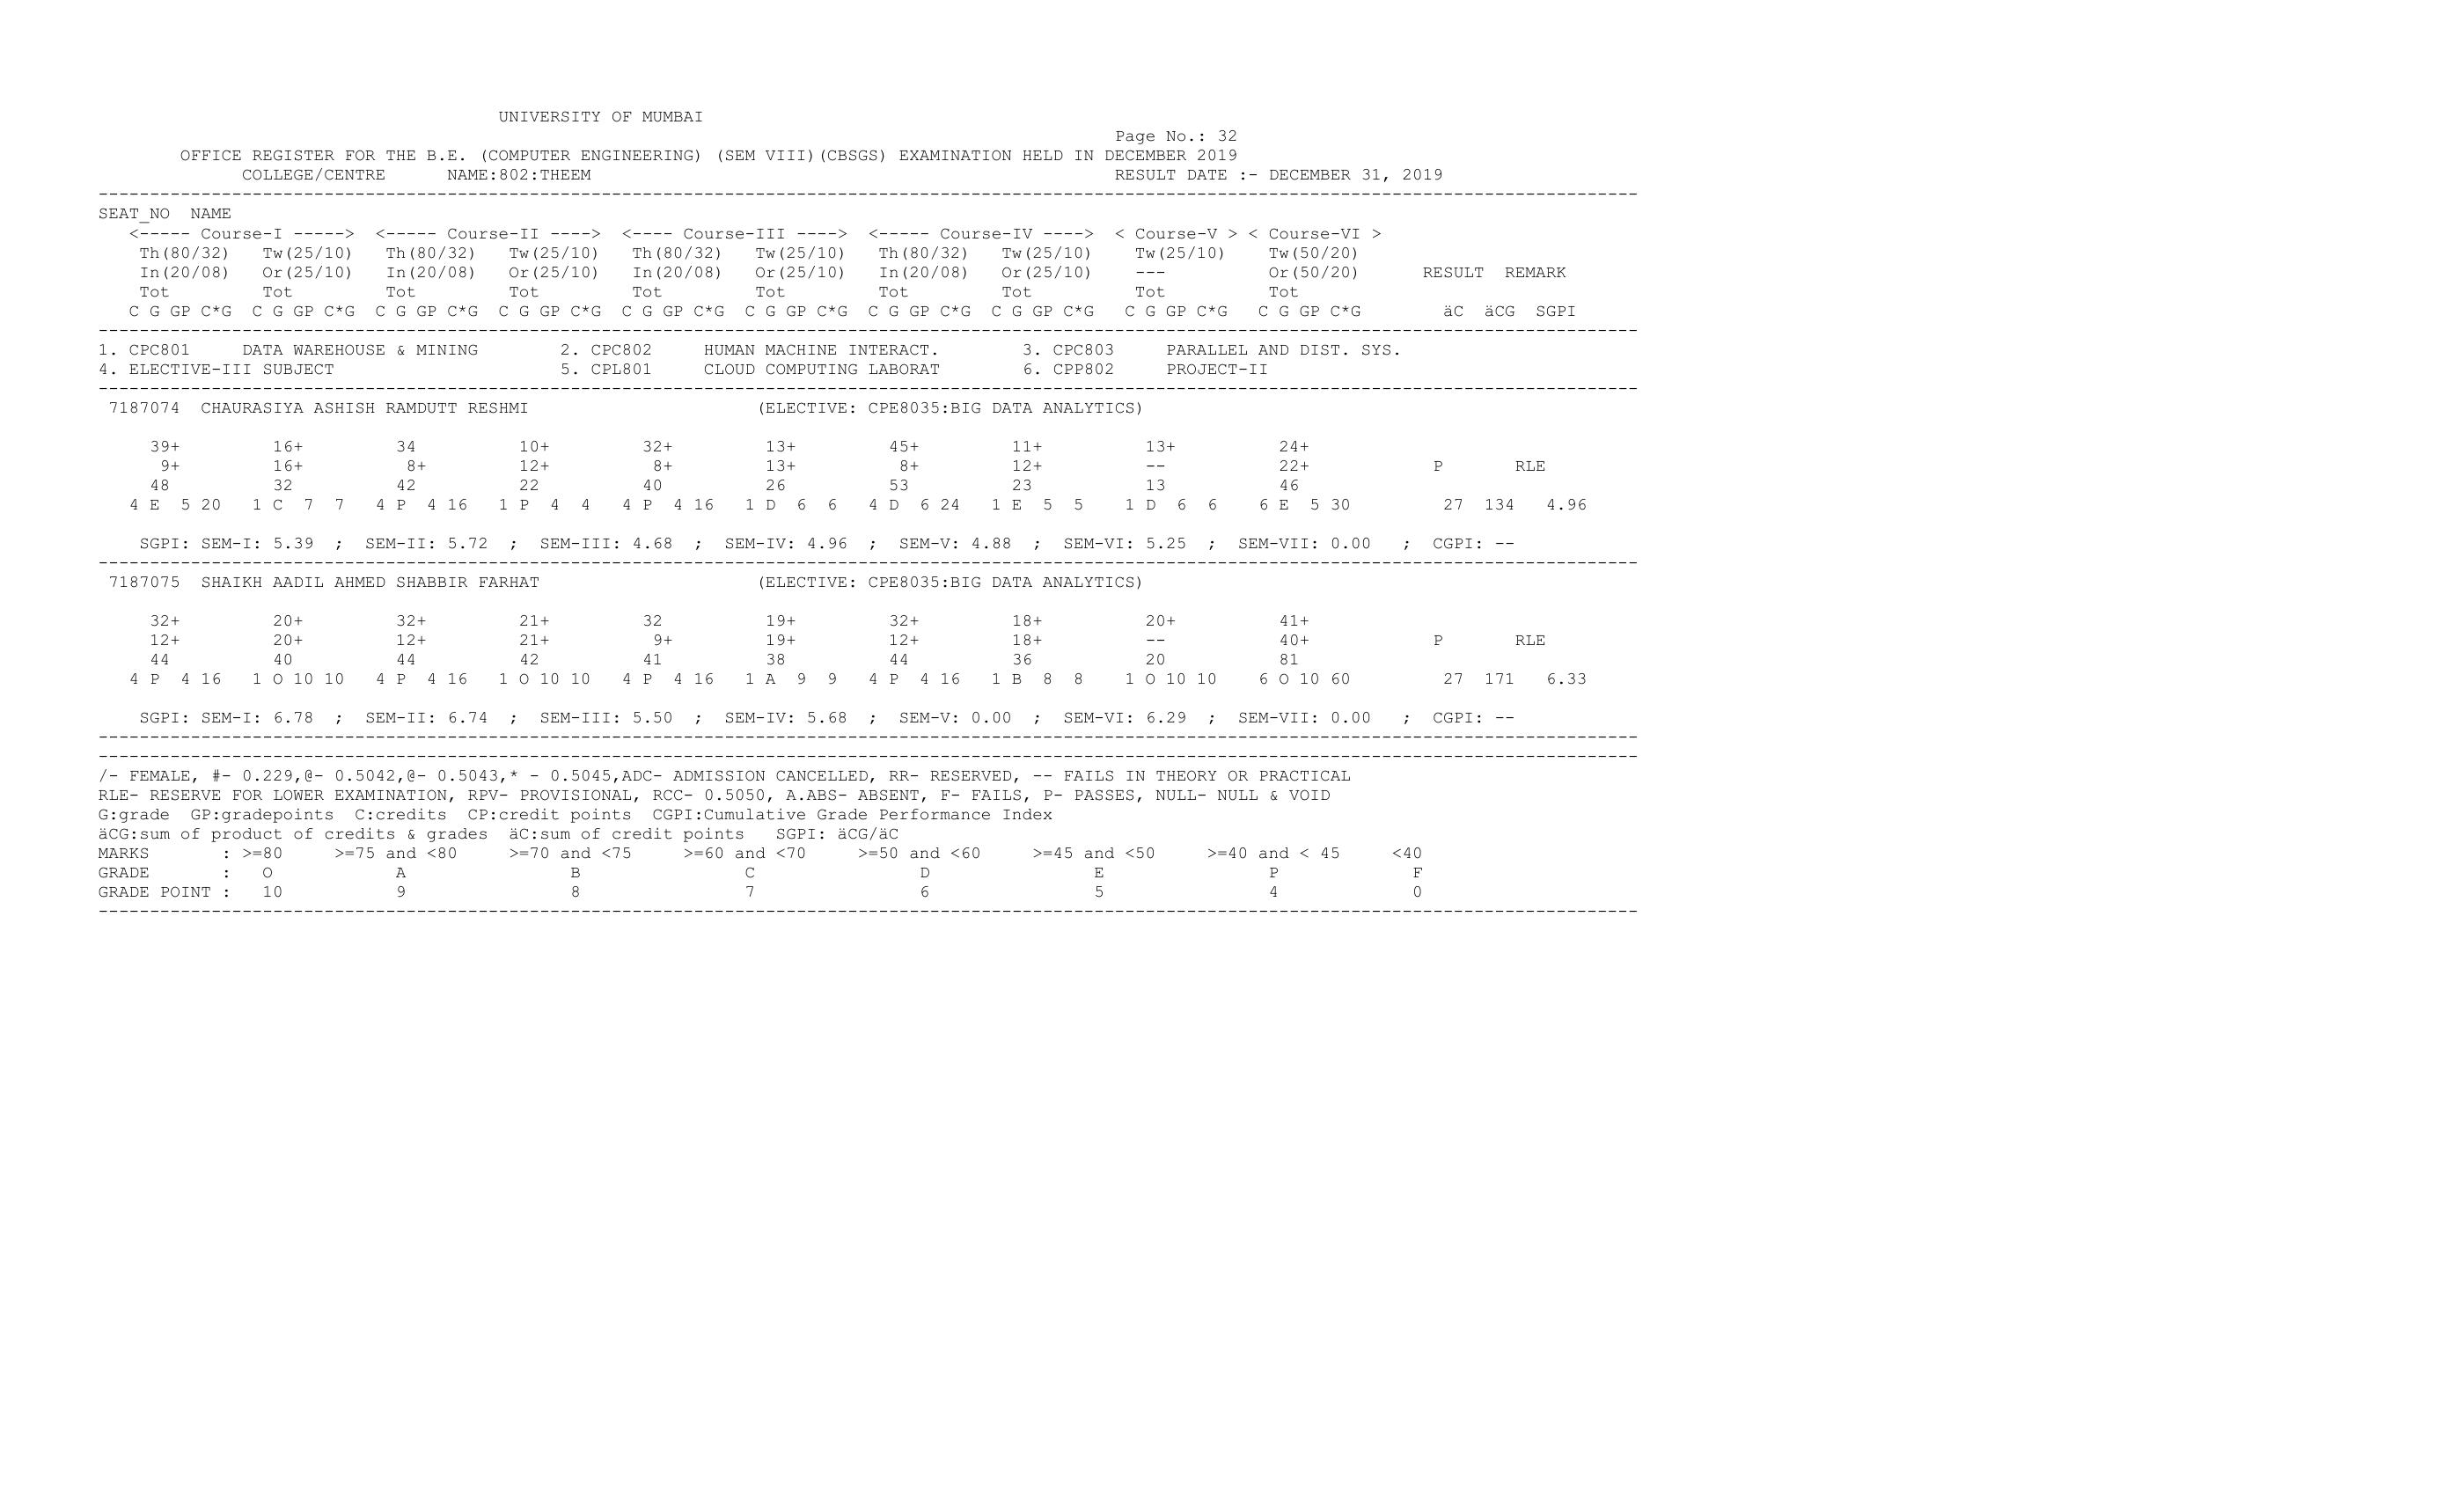 UNIVERSITY OF MUMBAI
Page No.: 32
OFFICE REGISTER FOR THE B.E. (COMPUTER ENGINEERING) (SEM VIII)(CBSGS) EXAMINATION HELD IN DECEMBER 2019
COLLEGE/CENTRE NAME:802:THEEM RESULT DATE :- DECEMBER 31, 2019
------------------------------------------------------------------------------------------------------------------------------------------------------
SEAT_NO NAME
<----- Course-I -----> <----- Course-II ----> <---- Course-III ----> <----- Course-IV ----> < Course-V > < Course-VI >
Th(80/32) Tw(25/10) Th(80/32) Tw(25/10) Th(80/32) Tw(25/10) Th(80/32) Tw(25/10) Tw(25/10) Tw(50/20)
In(20/08) Or(25/10) In(20/08) Or(25/10) In(20/08) Or(25/10) In(20/08) Or(25/10) --- Or(50/20) RESULT REMARK
Tot Tot Tot Tot Tot Tot Tot Tot Tot Tot
C G GP C*G C G GP C*G C G GP C*G C G GP C*G C G GP C*G C G GP C*G C G GP C*G C G GP C*G C G GP C*G C G GP C*G äC äCG SGPI
------------------------------------------------------------------------------------------------------------------------------------------------------
1. CPC801 DATA WAREHOUSE & MINING 2. CPC802 HUMAN MACHINE INTERACT. 3. CPC803 PARALLEL AND DIST. SYS.
4. ELECTIVE-III SUBJECT 5. CPL801 CLOUD COMPUTING LABORAT 6. CPP802 PROJECT-II
------------------------------------------------------------------------------------------------------------------------------------------------------
7187074 CHAURASIYA ASHISH RAMDUTT RESHMI (ELECTIVE: CPE8035:BIG DATA ANALYTICS)
39+ 16+ 34 10+ 32+ 13+ 45+ 11+ 13+ 24+
9+ 16+ 8+ 12+ 8+ 13+ 8+ 12+ -- 22+ P RLE
48 32 42 22 40 26 53 23 13 46
4 E 5 20 1 C 7 7 4 P 4 16 1 P 4 4 4 P 4 16 1 D 6 6 4 D 6 24 1 E 5 5 1 D 6 6 6 E 5 30 27 134 4.96
SGPI: SEM-I: 5.39 ; SEM-II: 5.72 ; SEM-III: 4.68 ; SEM-IV: 4.96 ; SEM-V: 4.88 ; SEM-VI: 5.25 ; SEM-VII: 0.00 ; CGPI: --
------------------------------------------------------------------------------------------------------------------------------------------------------
7187075 SHAIKH AADIL AHMED SHABBIR FARHAT (ELECTIVE: CPE8035:BIG DATA ANALYTICS)
32+ 20+ 32+ 21+ 32 19+ 32+ 18+ 20+ 41+
12+ 20+ 12+ 21+ 9+ 19+ 12+ 18+ -- 40+ P RLE
44 40 44 42 41 38 44 36 20 81
4 P 4 16 1 O 10 10 4 P 4 16 1 O 10 10 4 P 4 16 1 A 9 9 4 P 4 16 1 B 8 8 1 O 10 10 6 O 10 60 27 171 6.33
SGPI: SEM-I: 6.78 ; SEM-II: 6.74 ; SEM-III: 5.50 ; SEM-IV: 5.68 ; SEM-V: 0.00 ; SEM-VI: 6.29 ; SEM-VII: 0.00 ; CGPI: --
------------------------------------------------------------------------------------------------------------------------------------------------------
------------------------------------------------------------------------------------------------------------------------------------------------------
/- FEMALE, #- 0.229,@- 0.5042,@- 0.5043,* - 0.5045,ADC- ADMISSION CANCELLED, RR- RESERVED, -- FAILS IN THEORY OR PRACTICAL
RLE- RESERVE FOR LOWER EXAMINATION, RPV- PROVISIONAL, RCC- 0.5050, A.ABS- ABSENT, F- FAILS, P- PASSES, NULL- NULL & VOID
G:grade GP:gradepoints C:credits CP:credit points CGPI:Cumulative Grade Performance Index
äCG:sum of product of credits & grades äC:sum of credit points SGPI: äCG/äC
MARKS : >=80 >=75 and <80 >=70 and <75 >=60 and <70 >=50 and <60 >=45 and <50 >=40 and < 45 <40
GRADE : O A B C D E P F
GRADE POINT : 10 9 8 7 6 5 4 0
------------------------------------------------------------------------------------------------------------------------------------------------------